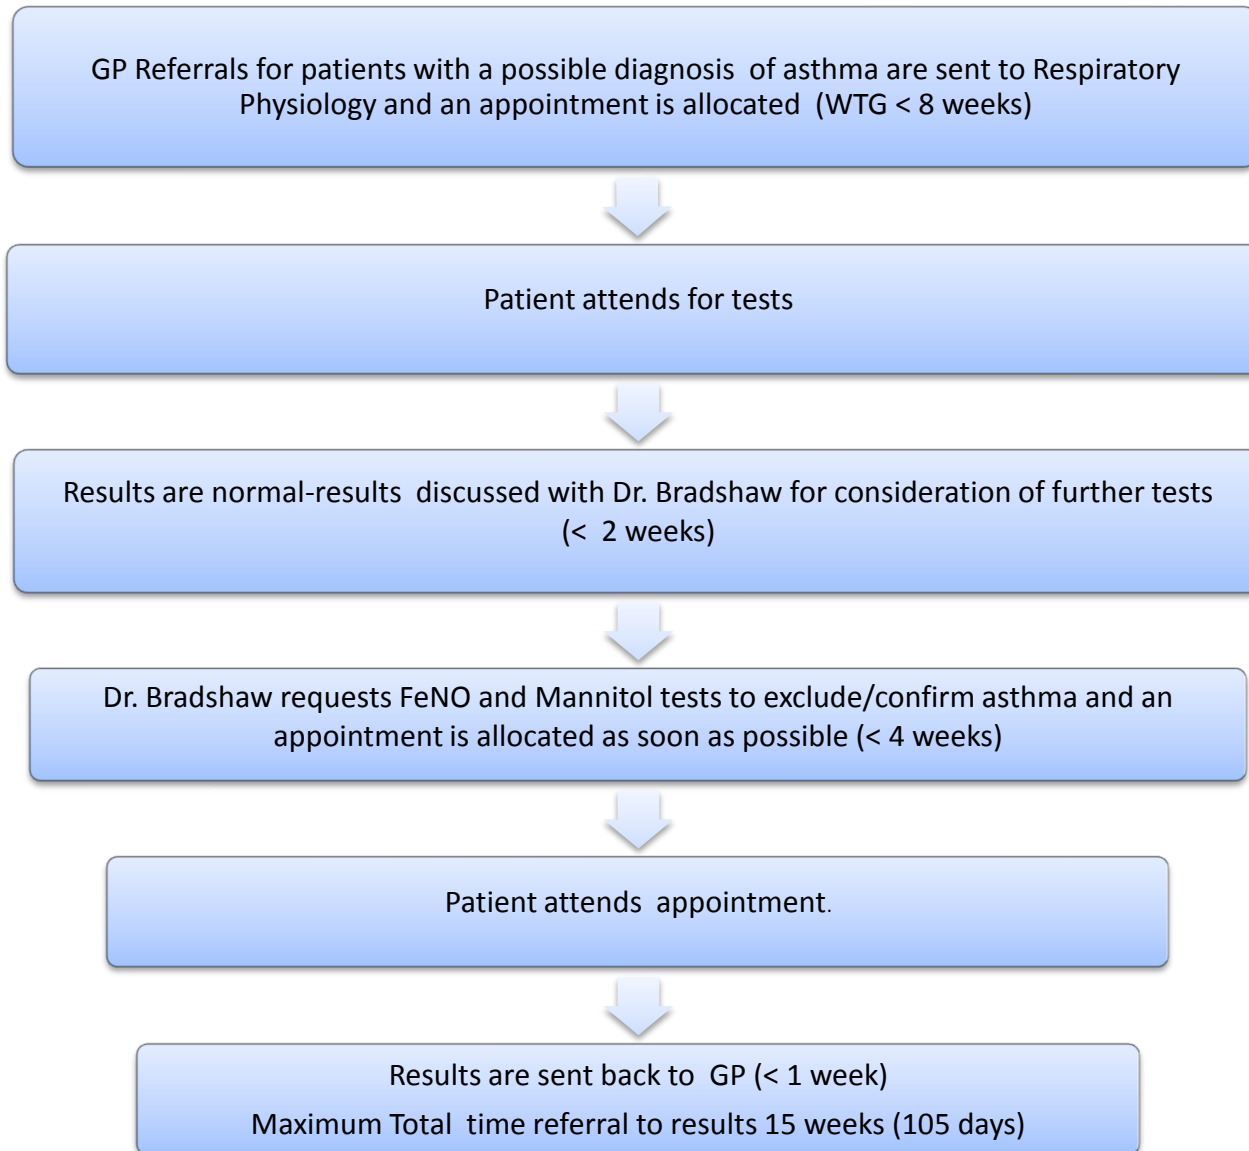 GP Referrals for patients with a possible diagnosis of asthma are sent to Respiratory
Physiology and an appointment is allocated (WTG < 8 weeks)
Patient attends for tests
Results are normal-results discussed with Dr. Bradshaw for consideration of further tests
(< 2 weeks)
Dr. Bradshaw requests FeNO and Mannitol tests to exclude/confirm asthma and an
appointment is allocated as soon as possible (< 4 weeks)
Patient attends appointment.
Results are sent back to GP (< 1 week)
Maximum Total time referral to results 15 weeks (105 days)